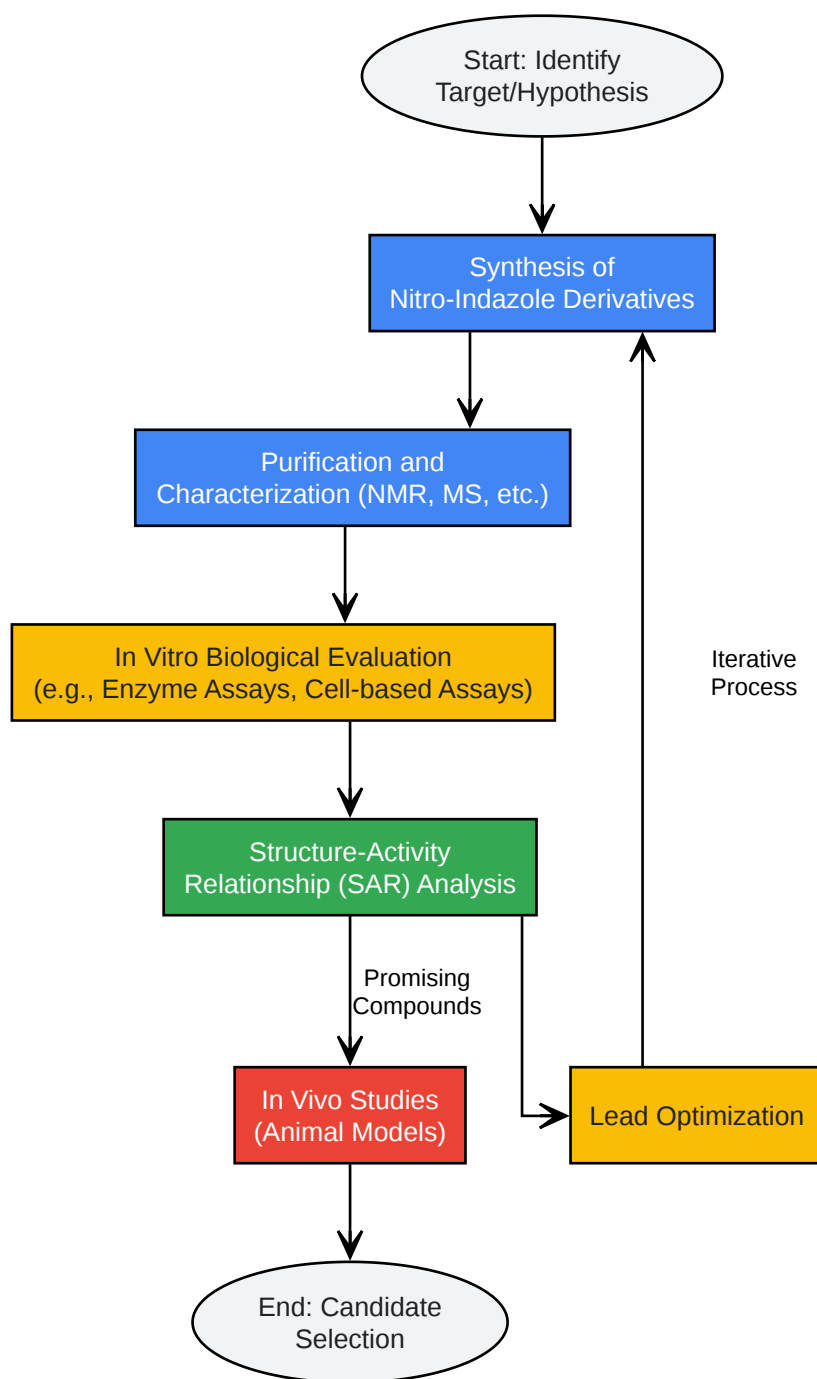 Start: Identify
Target/Hypothesis
Synthesis of
Nitro-Indazole Derivatives
Purification and
Characterization (NMR, MS, etc.)
In Vitro Biological Evaluation
(e.g., Enzyme Assays, Cell-based Assays)
Iterative
Process
Structure-Activity
Relationship (SAR) Analysis
Promising
Compounds
In Vivo Studies
(Animal Models)
Lead Optimization
End: Candidate
Selection